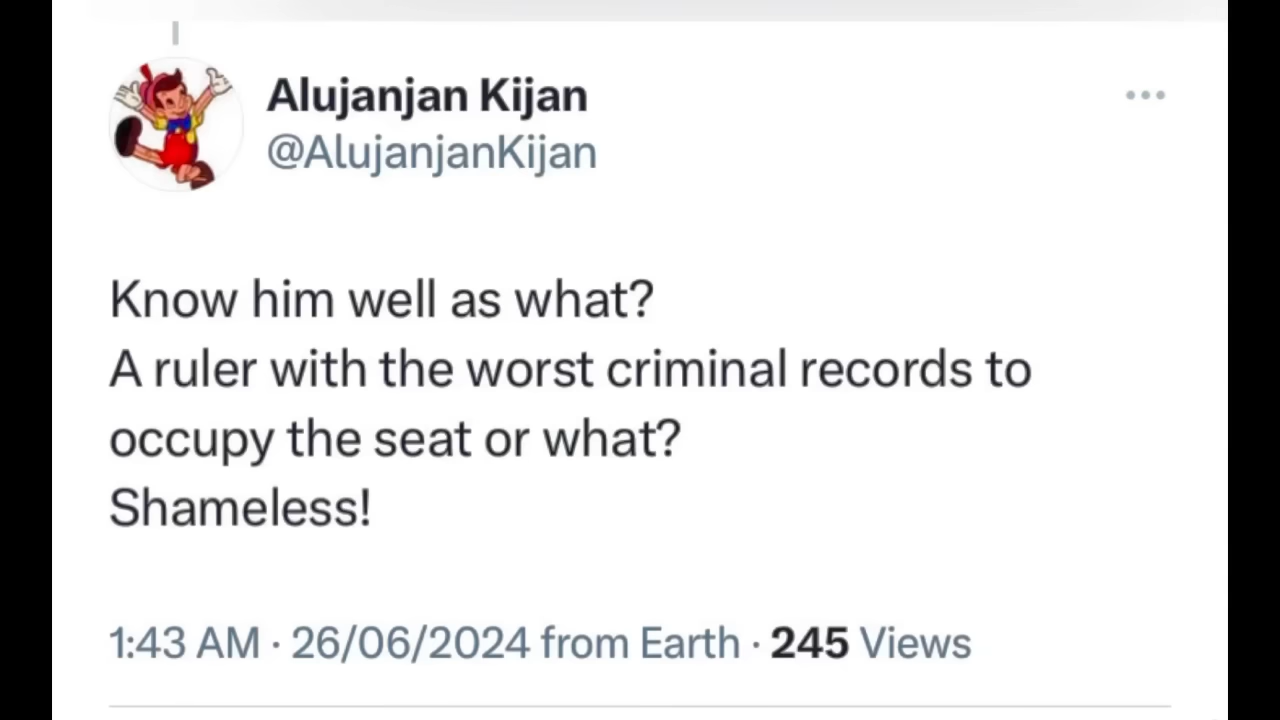 Alujanjan Kijan
@AlujanjanKijan
Know him well as what?
A ruler with the worst criminal records to
occupy the seat or what?
Shameless!
1:43 AM · 26/06/2024 from Earth · 245 Views